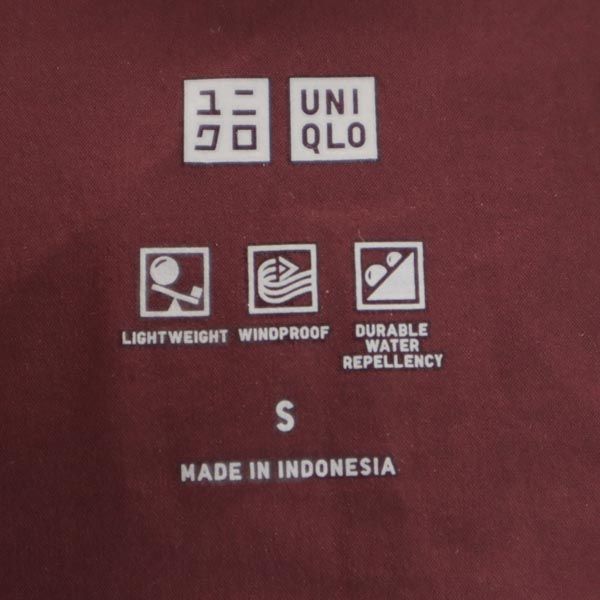 ユニ
クロ
UNI
QLO
LIGHTWEIGHT
WINDPROOF
DURABLE
WATER
REPELLENCY
S
MADE IN INDONESIA